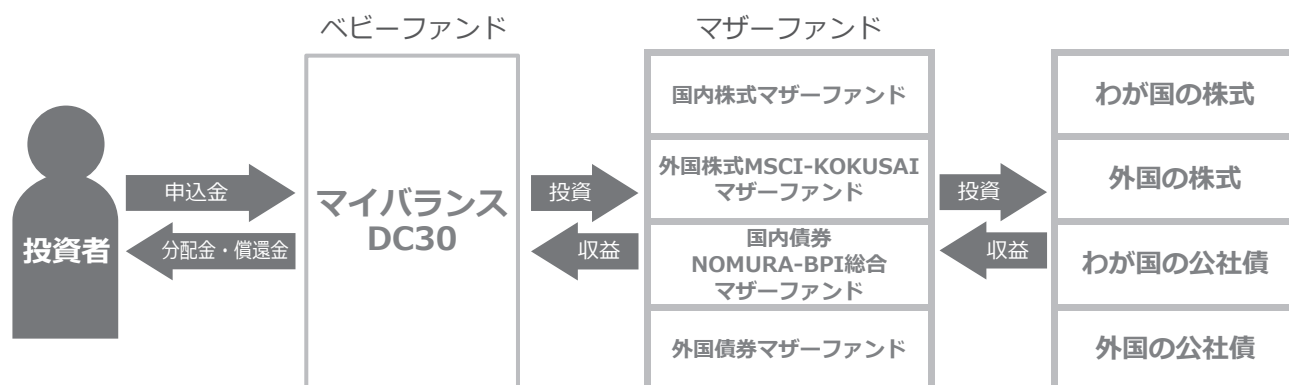 ベビーファンド
マザーファンド
投資者
申込金
分配金・償還金
マイバランス
DC30
投資
収益
国内株式マザーファンド
外国株式MSCI-KOKUSAI
マザーファンド
国内債券
NOMURA-BPI総合
マザーファンド
外国債券マザーファンド
投資
収益
わが国の株式
外国の株式
わが国の公社債
外国の公社債